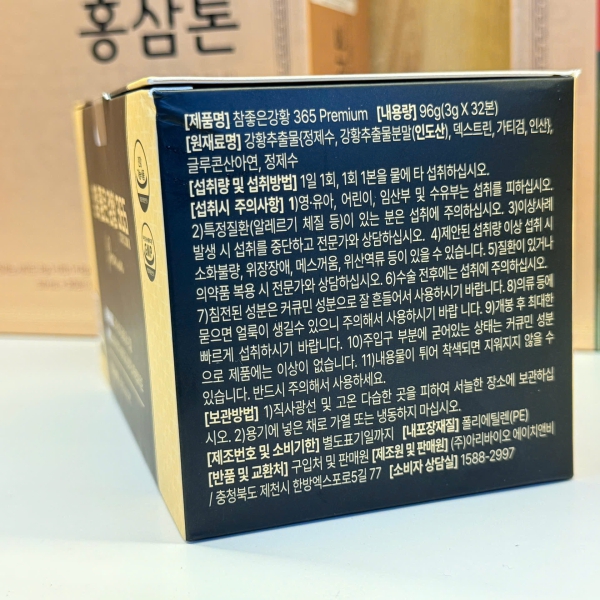 홍삼톤
[제품명] 참좋은강황 365 Premium [내용량] 96g(3g X 32본)
[원재료명] 강황추출물{정제수, 강황추출물분말(인도산), 덱스트린, 가티검, 인산},
글루콘산아연, 정제수
[섭취량 및 섭취방법] 1일 1회, 1회 1본을 물에 타 섭취하십시오.
[섭취시 주의사항] 1)영·유아, 어린이, 임산부 및 수유부는 섭취를 피하십시오.
2)특정질환(알레르기 체질 등)이 있는 분은 섭취에 주의하십시오. 3)이상사례
발생 시 섭취를 중단하고 전문가와 상담하십시오. 4)제안된 섭취량 이상 섭취 시
소화불량, 위장장애, 메스꺼움, 위산역류 등이 있을 수 있습니다. 5)질환이 있거나
의약품 복용 시 전문가와 상담하십시오. 6)수술 전후에는 섭취에 주의하십시오.
7)침전된 성분은 커큐민 성분으로 잘 흔들어서 사용하시기 바랍니다. 8)의류 등에
묻으면 얼룩이 생길수 있으니 주의해서 사용하시기 바랍니다. 9)개봉 후 최대한
빠르게 섭취하시기 바랍니다. 10)주입구 부분에 굳어있는 상태는 커큐민 성분
으로 제품에는 이상이 없습니다. 11)내용물이 튀어 착색되면 지워지지 않을 수
있습니다. 반드시 주의해서 사용하세요.
[보관방법] 1)직사광선 및 고온 다습한 곳을 피하여 서늘한 장소에 보관하십
시오. 2)용기에 넣은 채로 가열 또는 냉동하지 마십시오.
[제조번호 및 소비기한] 별도표기일까지 [내포장재질] 폴리에틸렌(PE)
[반품 및 교환처] 구입처 및 판매원 [제조원 및 판매원] (주)아리바이오 에이치앤비
/ 충청북도 제천시 한방엑스포로5길 77 [소비자 상담실] 1588-2997